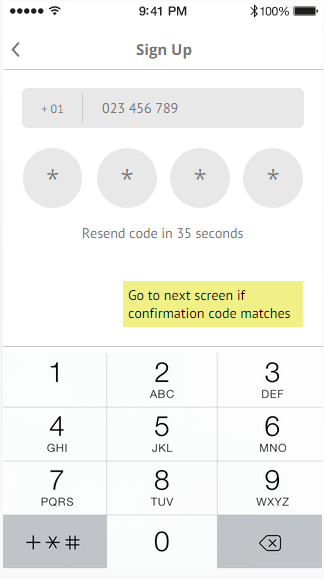 9:41 PM 100%
Sign Up
+ 01 023 456 789
* * * *
Resend code in 35 seconds
Go to next screen if
confirmation code matches
1 2 3
ABC DEF
4 5 6
GHI JKL MNO
7 8 9
PQRS TUV WXYZ
+ * # 0